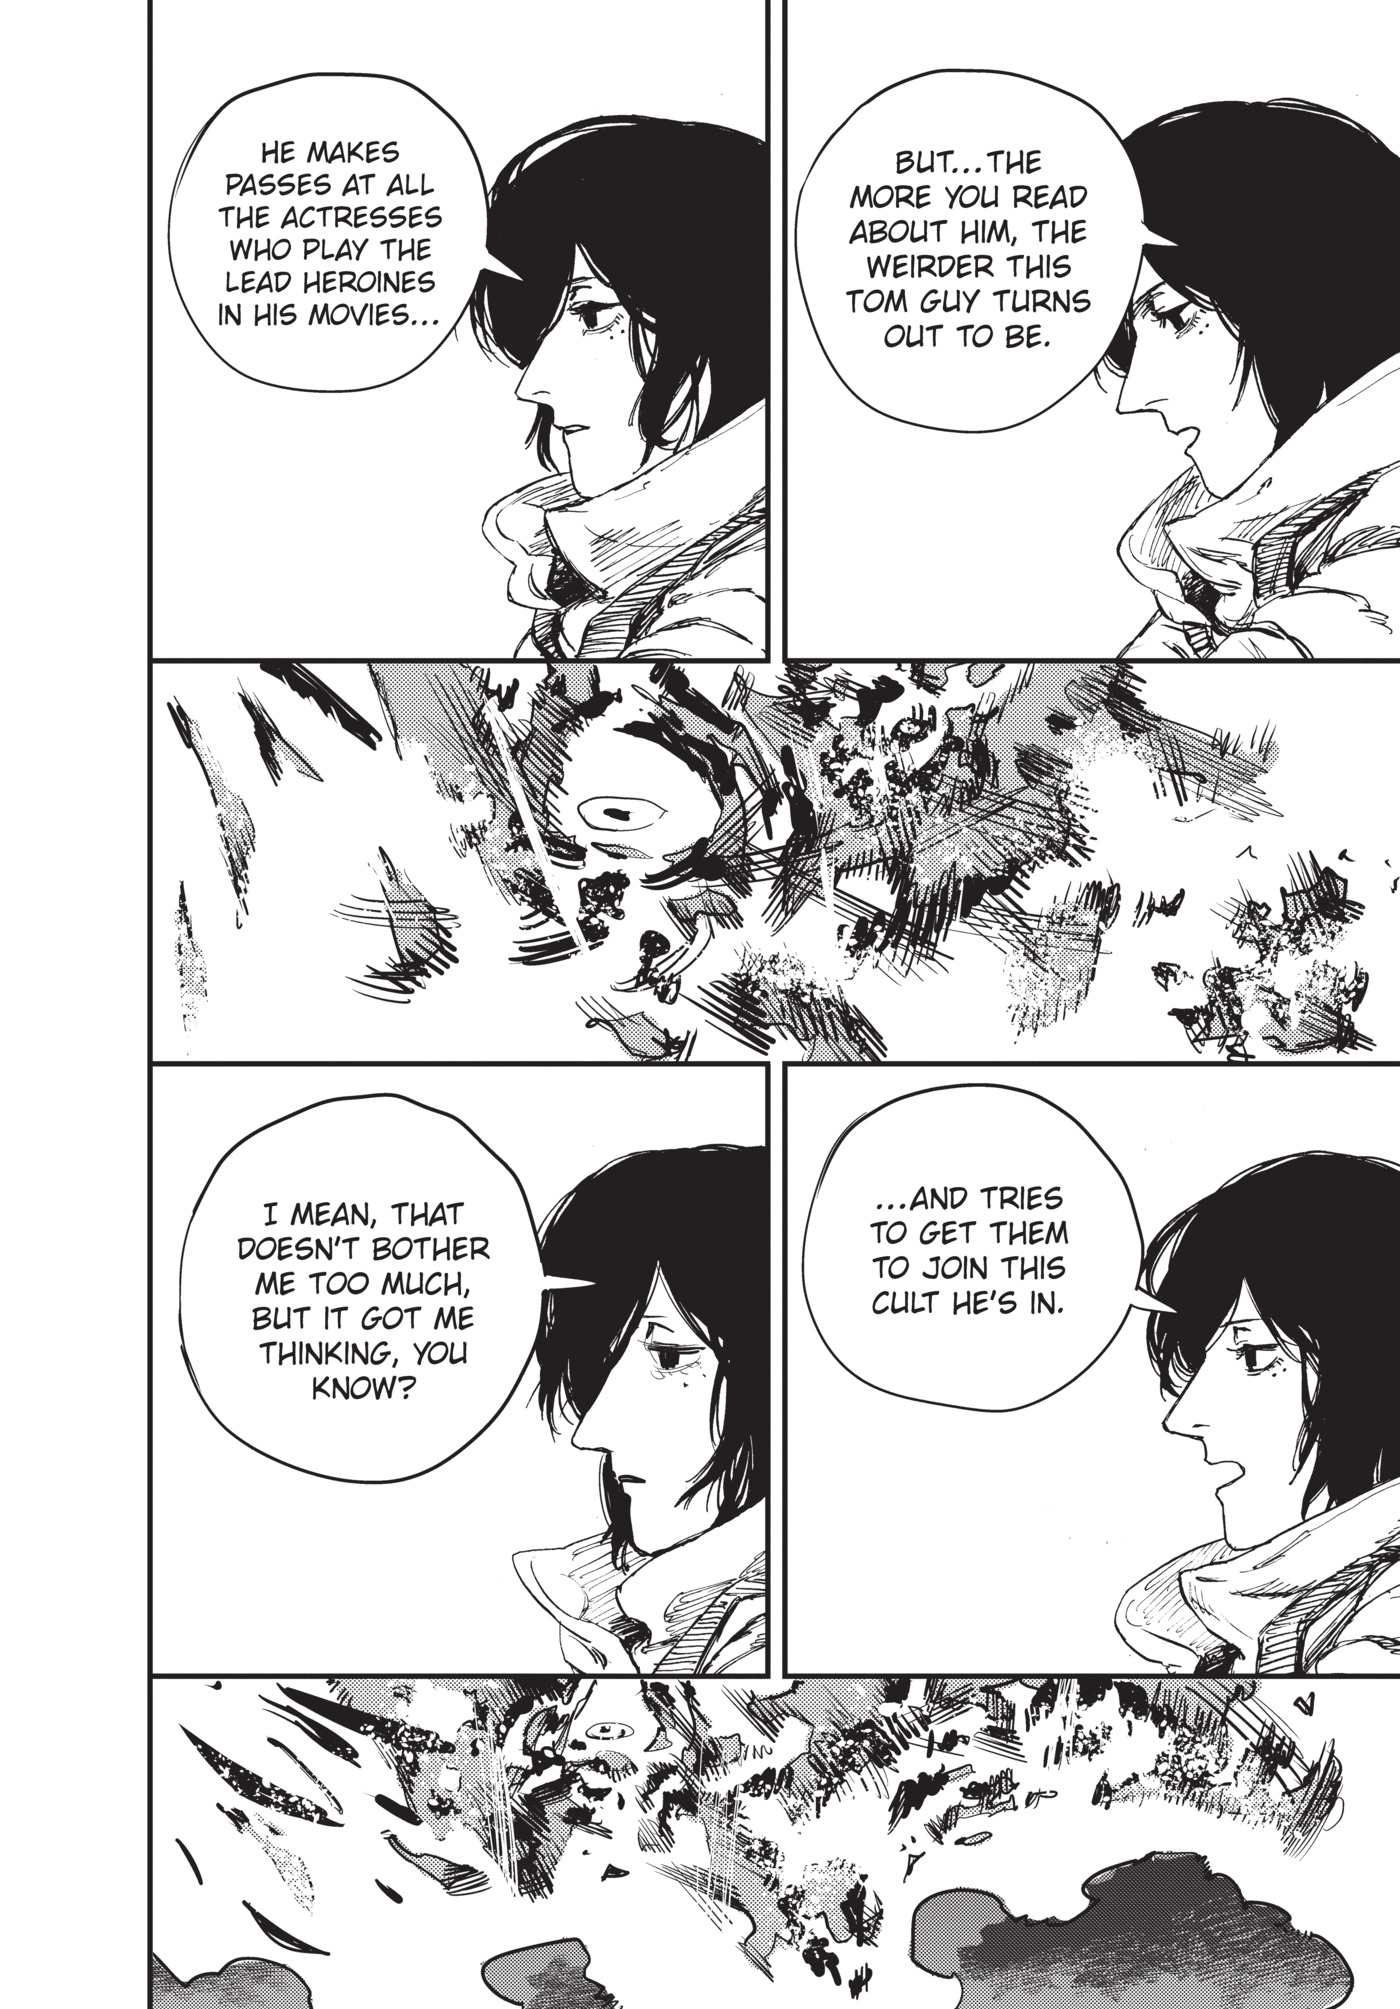 BUT...THE
MORE YOU READ
ABOUT HIM, THE
WEIRDER THIS
TOM GUY TURNS
OUT TO BE.
HE MAKES
PASSES AT ALL
THE ACTRESSES
WHO PLAY THE
LEAD HEROINES
IN HIS MOVIES...
...AND TRIES
TO GET THEM
TO JOIN THIS
CULT HE'S IN.
I MEAN, THAT
DOESN'T BOTHER
ME TOO MUCH,
BUT IT GOT ME
THINKING, YOU
KNOW?